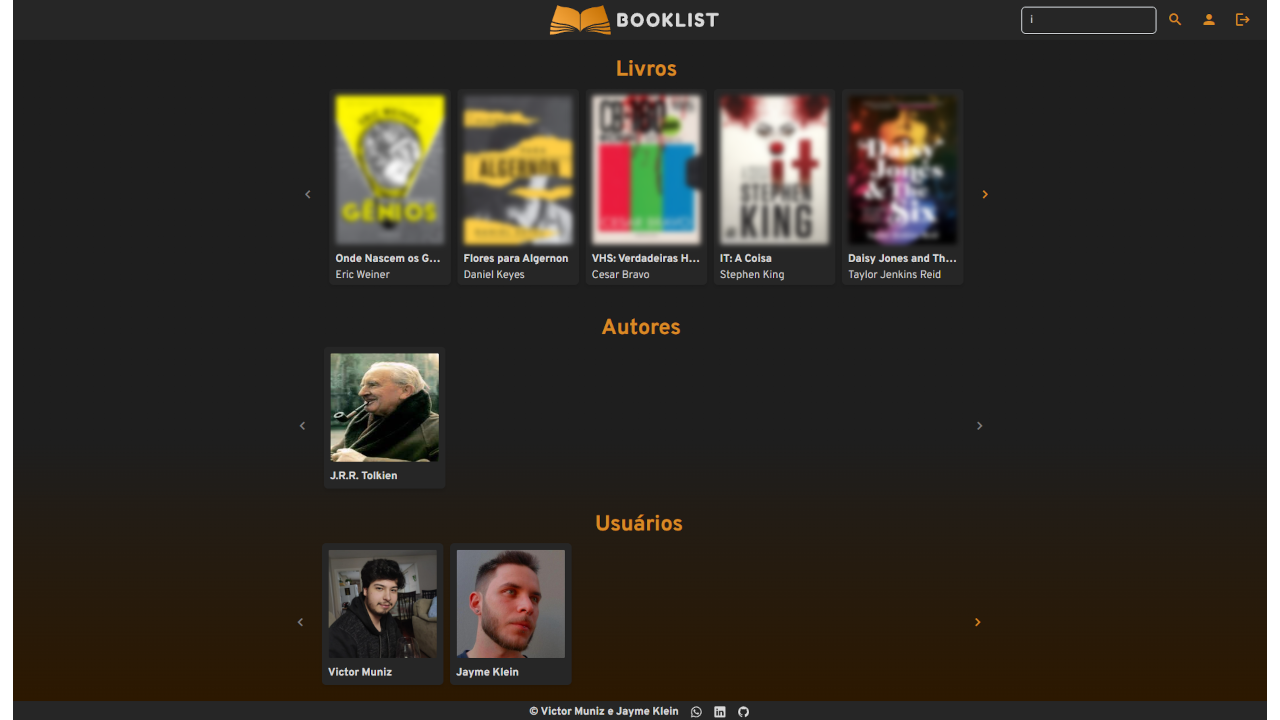 BOOKLIST
i
Livros
GÊNIOS
ALGERNON
it
STEPHEN
KING
"Daisy"
Jones
& The
Six
Onde Nascem os G...
Eric Weiner
Flores para Algernon
Daniel Keyes
VHS: Verdadeiras H...
Cesar Bravo
IT: A Coisa
Stephen King
Daisy Jones and Th...
Taylor Jenkins Reid
Autores
J.R.R. Tolkien
Usuários
Victor Muniz
Jayme Klein
© Victor Muniz e Jayme Klein